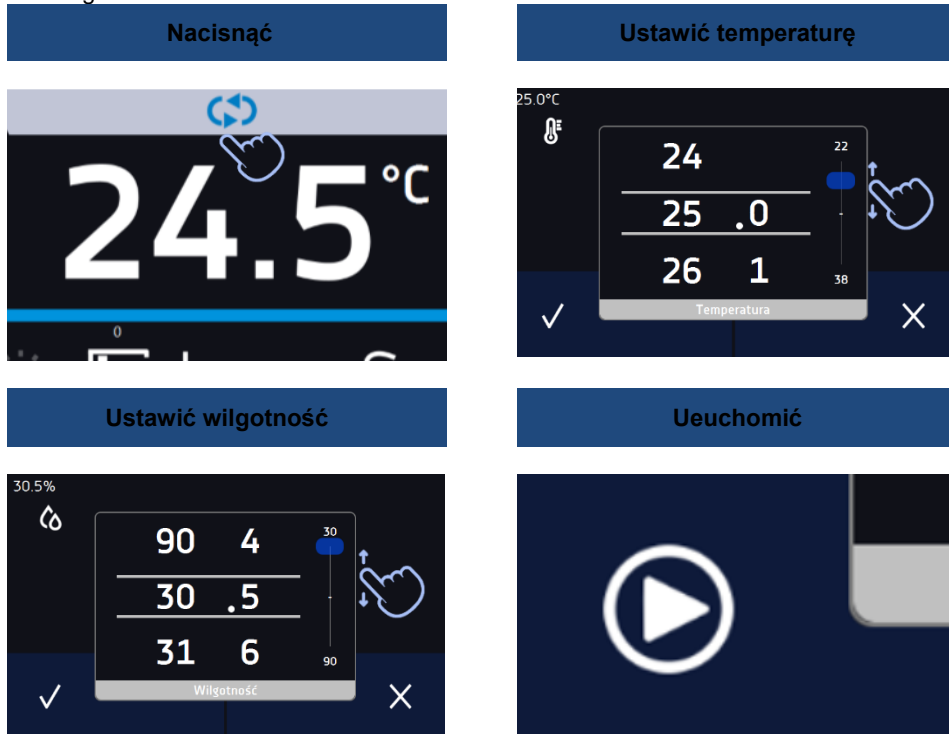 Nacisnąć
Ustawić temperaturę
24.5°C
0
25.0°C
24
25 .0
26 1
22
-
38
Temperatura
Ustawić wilgotność
Ueuchomić
30.5%
90 4
30 .5
31 6
30
-
90
Wilgotność